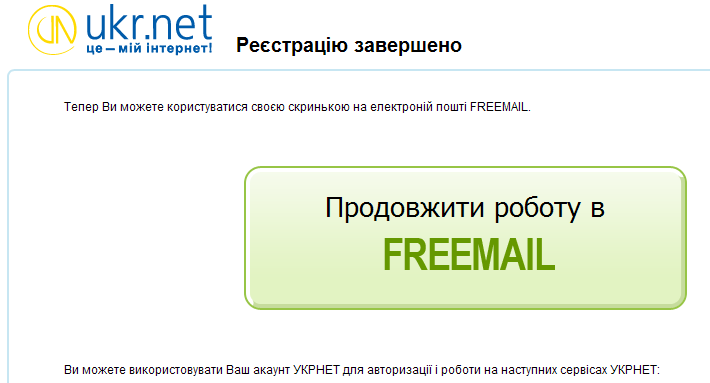 ukr.net
це – мій інтернет!
Реєстрацію завершено
Тепер Ви можете користуватися своєю скринькою на електроній пошті FREEMAIL.
Продовжити роботу в
FREEMAIL
Ви можете використовувати Ваш акаунт УКРНЕТ для авторизації і роботи на наступних сервісах УКРНЕТ: